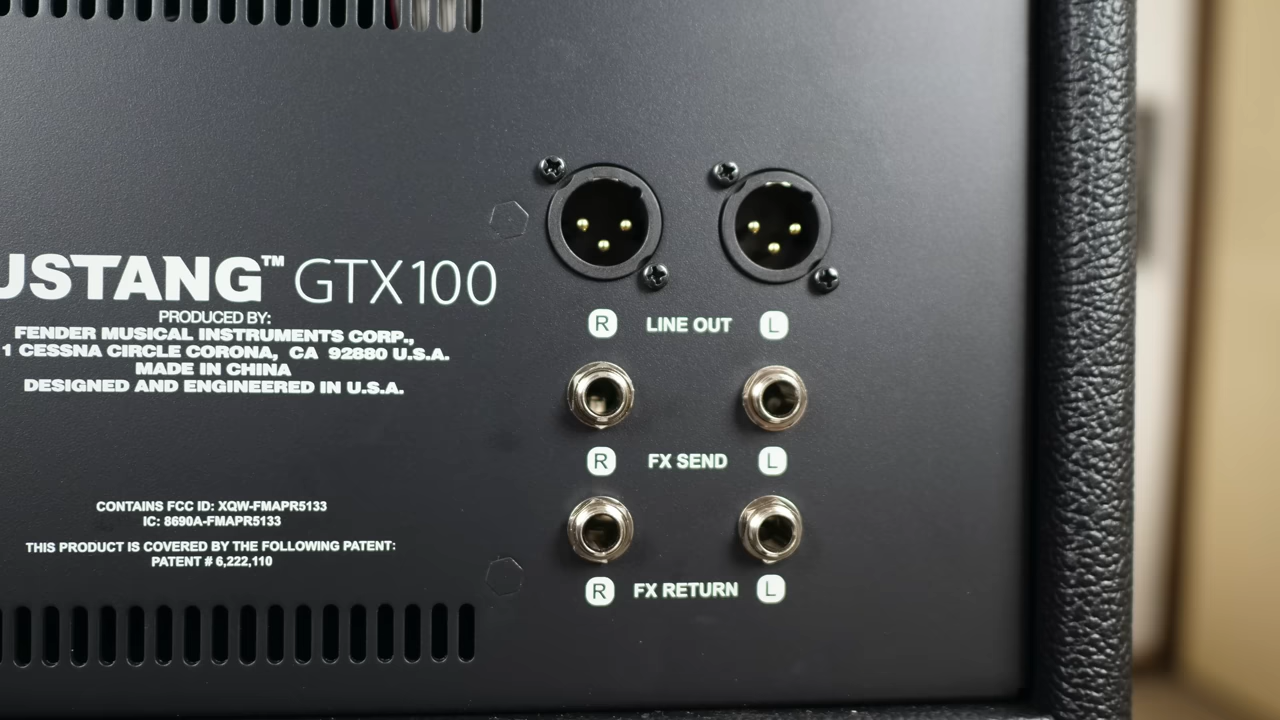 USTANG™ GTX100
PRODUCED BY:
FENDER MUSICAL INSTRUMENTS CORP.,
1 CESSNA CIRCLE CORONA, CA 92880 U.S.A.
MADE IN CHINA
DESIGNED AND ENGINEERED IN U.S.A.
CONTAINS FCC ID: XQW-FMAPR5133
IC: 8690A-FMAPR5133
THIS PRODUCT IS COVERED BY THE FOLLOWING PATENT:
PATENT # 6,222,110
R LINE OUT L
R FX SEND L
R FX RETURN L